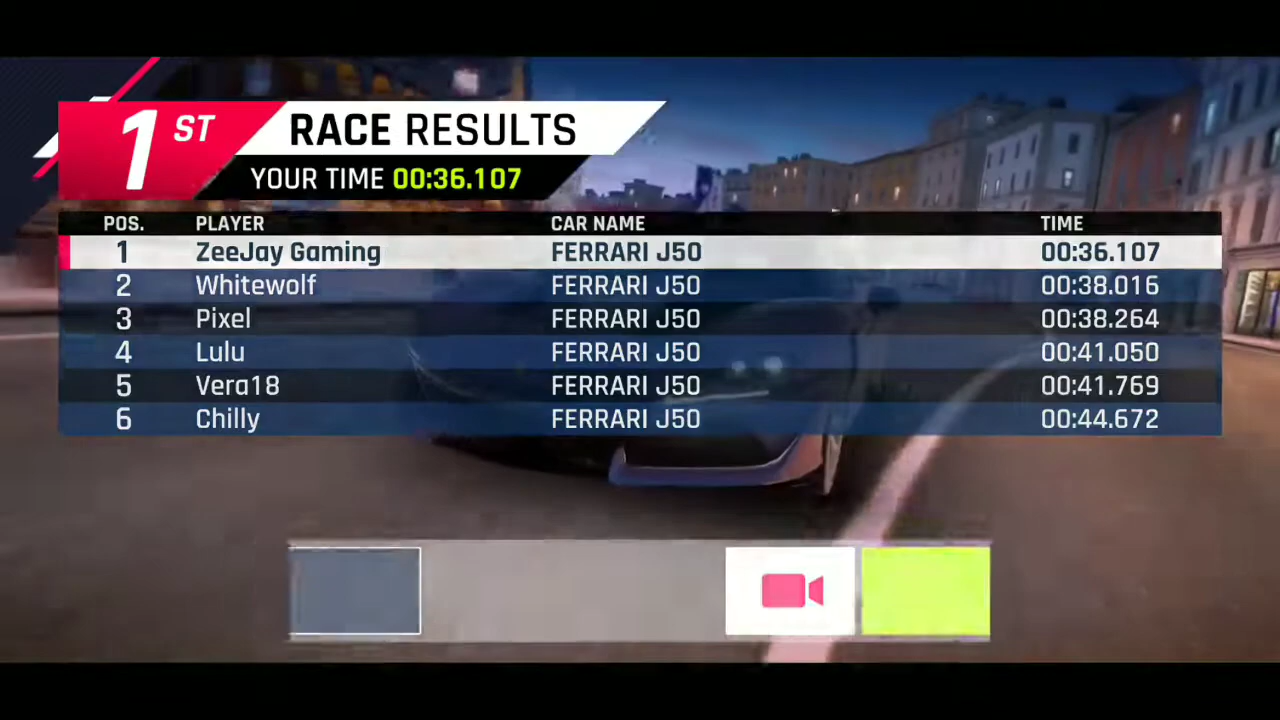 1 ST
RACE RESULTS
YOUR TIME 00:36.107
POS. PLAYER CAR NAME TIME
1 ZeeJay Gaming FERRARI J50 00:36.107
2 Whitewolf FERRARI J50 00:38.016
3 Pixel FERRARI J50 00:38.264
4 Lulu FERRARI J50 00:41.050
5 Vera18 FERRARI J50 00:41.769
6 Chilly FERRARI J50 00:44.672